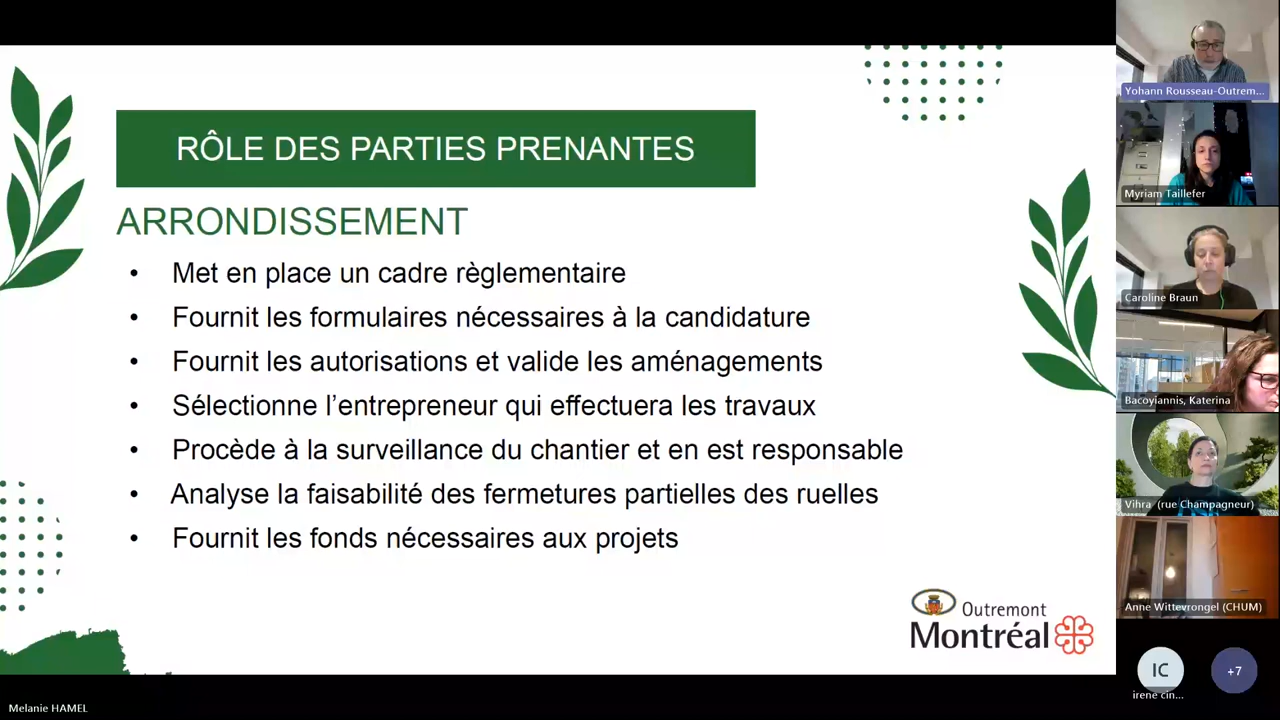 RÔLE DES PARTIES PRENANTES
ARRONDISSEMENT
• Met en place un cadre règlementaire
• Fournit les formulaires nécessaires à la candidature
• Fournit les autorisations et valide les aménagements
• Sélectionne l’entrepreneur qui effectuera les travaux
• Procède à la surveillance du chantier et en est responsable
• Analyse la faisabilité des fermetures partielles des ruelles
• Fournit les fonds nécessaires aux projets
Outremont
Montréal
Yohann Rousseau-Outrem...
Myriam Taillefer
Caroline Braun
Bacoyiannis, Katerina
Vihra (rue Champagneur)
Anne Wittevrongel (CHUM)
IC
irene cin...
+7
Melanie HAMEL